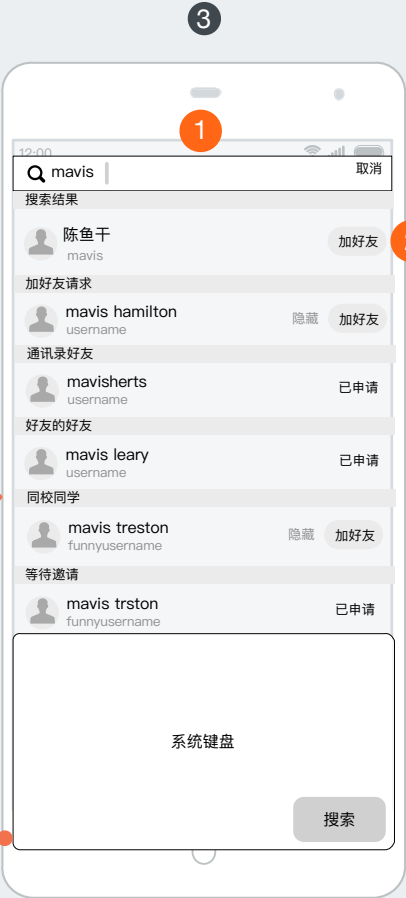 3
1
12:00
mavis
取消
搜索结果
陈鱼干
mavis
加好友
加好友请求
mavis hamilton
username
隐藏
加好友
通讯录好友
mavisherts
username
已申请
好友的好友
mavis leary
username
已申请
同校同学
mavis treston
funnyusername
隐藏
加好友
等待邀请
mavis trston
funnyusername
已申请
系统键盘
搜索